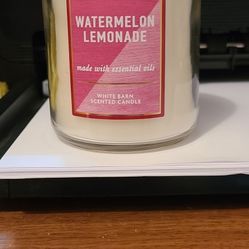 WATERMELON
LEMONADE
made with essential oils
WHITE BARN
SCENTED CANDLE